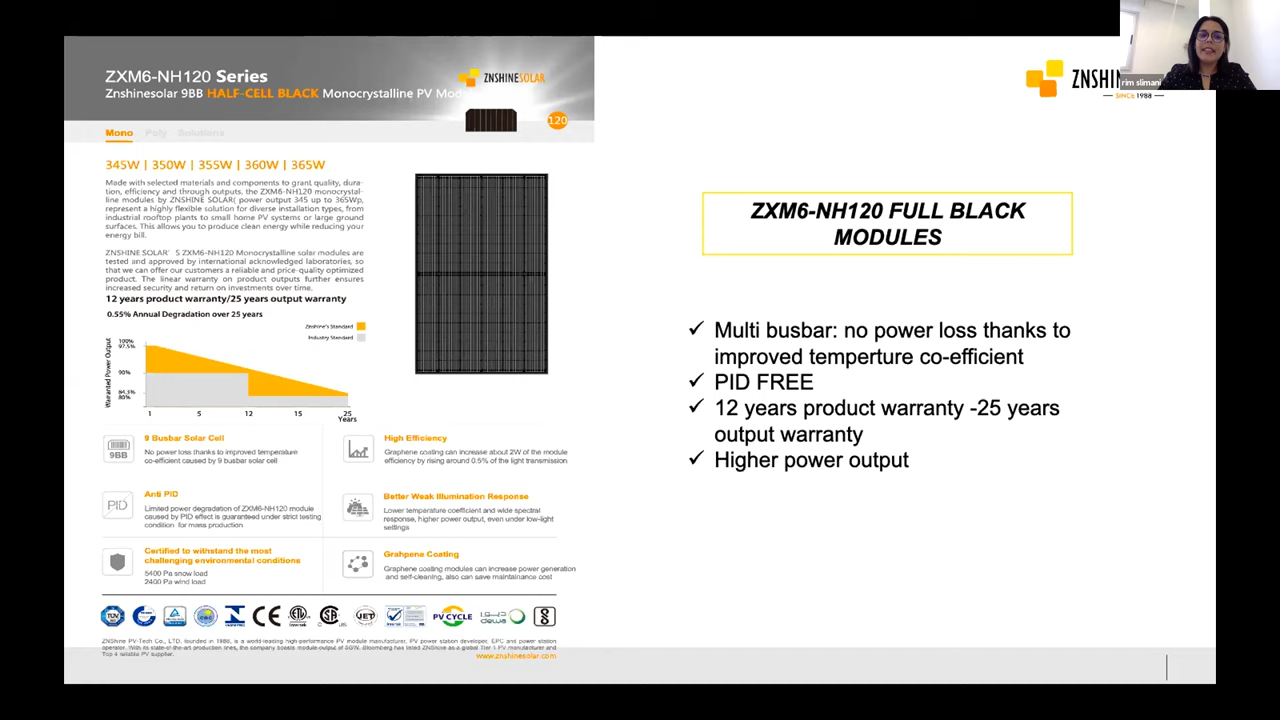 ZXM6-NH120 Series
Znshinesolar 9BB HALF-CELL BLACK Monocrystalline PV Mod
ZNSHINESOLAR
120
Mono Poly Solutions
345W | 350W | 355W | 360W | 365W
Made with selected materials and components to grant quality, dura-
tion, efficiency and through outputs, the ZXM6-NH120 monocrystal-
line modules by ZNSHINE SOLAR( power output 345 up to 365Wp,
represent a highly flexible solution for diverse installation types, from
industrial rooftop plants to small home PV systems or large ground
surfaces. This allows you to produce clean energy while reducing your
energy bill.
ZNSHINE SOLAR' S ZXM6-NH120 Monocrystalline solar modules are
tested and approved by international acknowledged laboratories, so
that we can offer our customers a reliable and price-quality optimized
product. The linear warranty on product outputs further ensures
increased security and return on investments over time.
12 years product warranty/25 years output warranty
0.55% Annual Degradation over 25 years
Znshine's Standard
Industry Standard
Warranted Power Output
100%
97.5%
90%
84.3%
80%
1 5 12 15 25
Years
9BB
9 Busbar Solar Cell
No power loss thanks to improved temperature
co-efficient caused by 9 busbar solar cell
High Efficiency
Graphene coating can increase about 2W of the module
efficiency by rising around 0.5% of the light transmission
PID
Anti PID
Limited power degradation of ZXM6-NH120 module
caused by PID effect is guaranteed under strict testing
condition for mass production
Better Weak Illumination Response
Lower temperature coefficient and wide spectral
response, higher power output, even under low-light
settings
Certified to withstand the most
challenging environmental conditions
5400 Pa snow load
2400 Pa wind load
Grahpene Coating
Graphene coating modules can increase power generation
and self-cleaning, also can save maintainance cost
TUV CE PV CYCLE dewa
ZNShine PV-Tech Co., LTD. founded in 1988, is a world-leading high-performance PV module manufacturer, PV power station developer, EPC and power station
operator. With its state-of-the-art production lines, the company boasts module output of 5GW. Bloomberg has listed ZNShine as a global Tier 1 PV manufacturer and
Top 4 reliable PV supplier.
www.znshinesolar.com
ZNSH
SINCE 1988
rim slimani
ZXM6-NH120 FULL BLACK
MODULES
✓ Multi busbar: no power loss thanks to
improved temperture co-efficient
✓ PID FREE
✓ 12 years product warranty -25 years
output warranty
✓ Higher power output